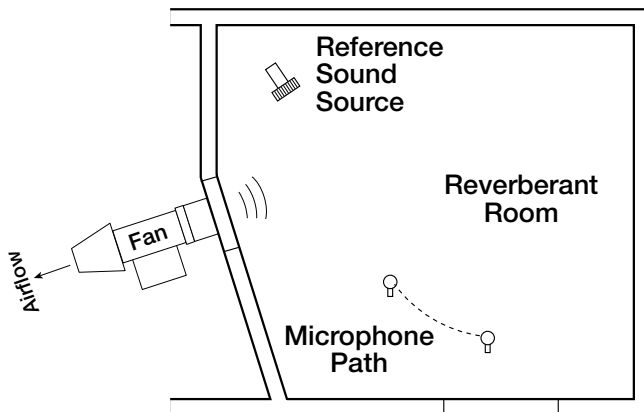 Reference
Sound
Source
Reverberant
Room
Fan
Airflow
Microphone
Path